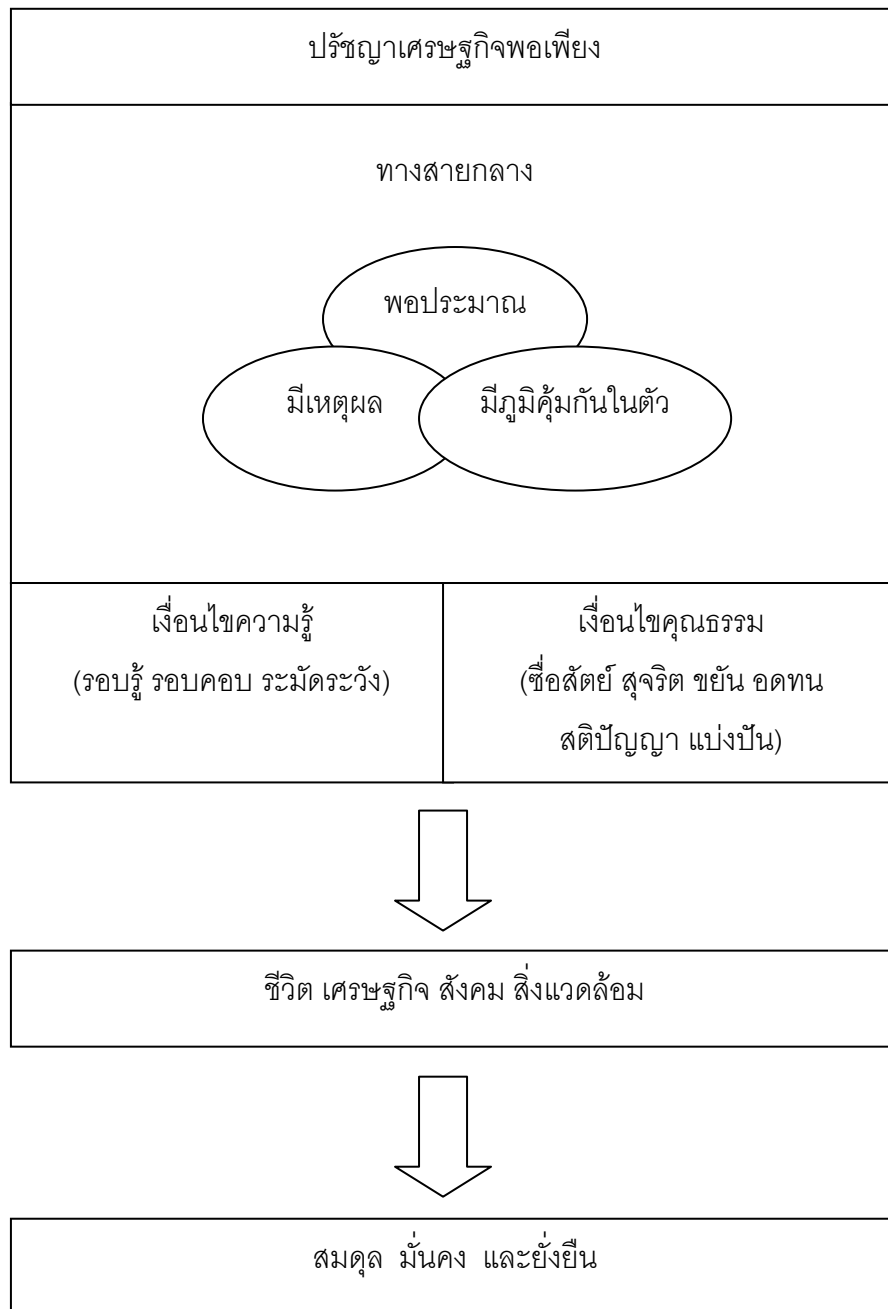 ปรัชญาเศรษฐกิจพอเพียง
ทางสายกลาง
พอประมาณ
มีเหตุผล
มีภูมิคุ้มกันในตัว
เงื่อนไขความรู้
(รอบรู้ รอบคอบ ระมัดระวัง)
เงื่อนไขคุณธรรม
(ซื่อสัตย์ สุจริต ขยัน อดทน
สติปัญญา แบ่งปัน)
ชีวิต เศรษฐกิจ สังคม สิ่งแวดล้อม
สมดุล มั่นคง และยั่งยืน